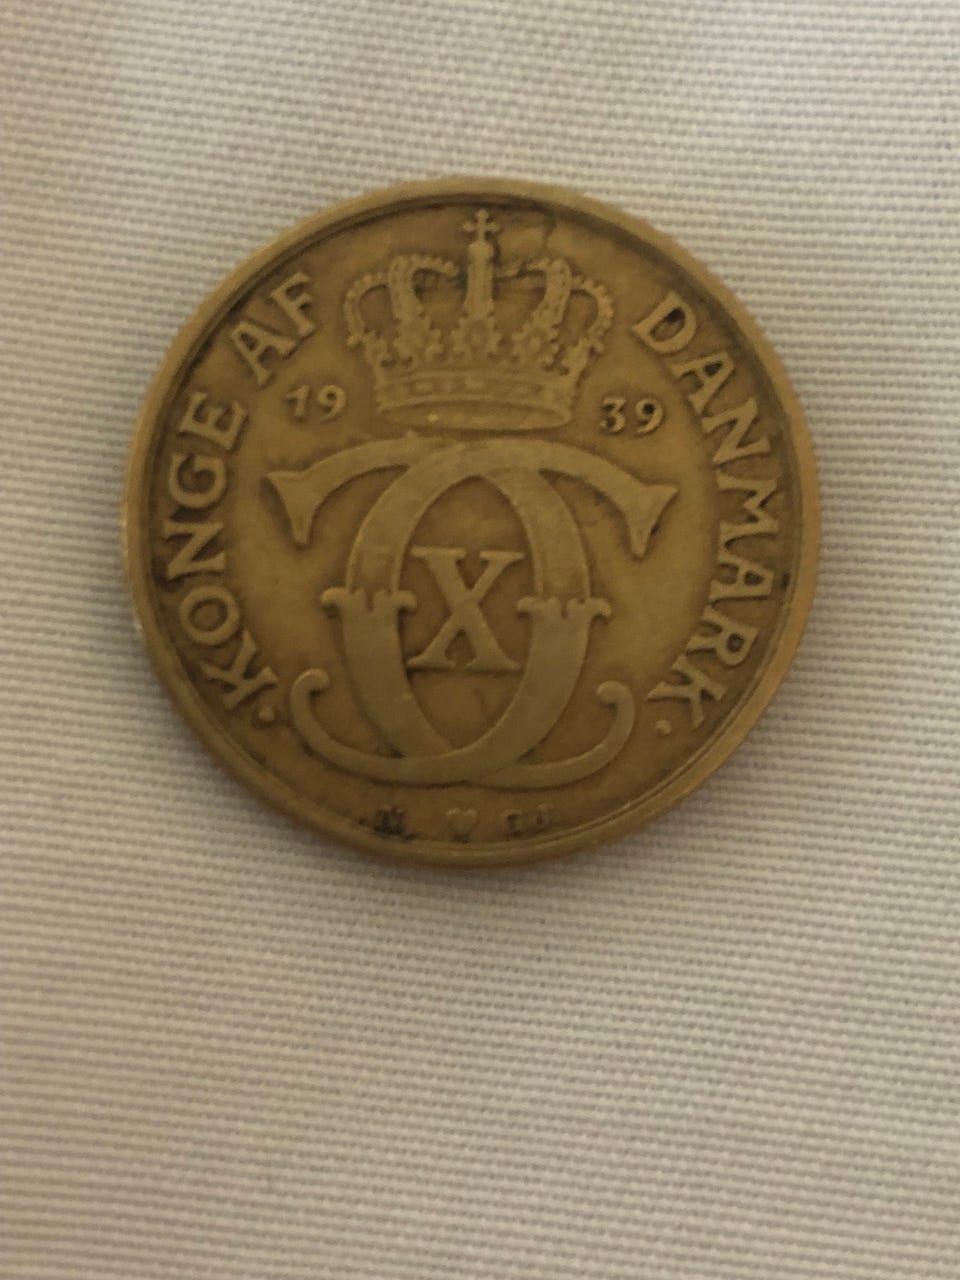 · KONGE AF DANMARK ·
19 39
C X C